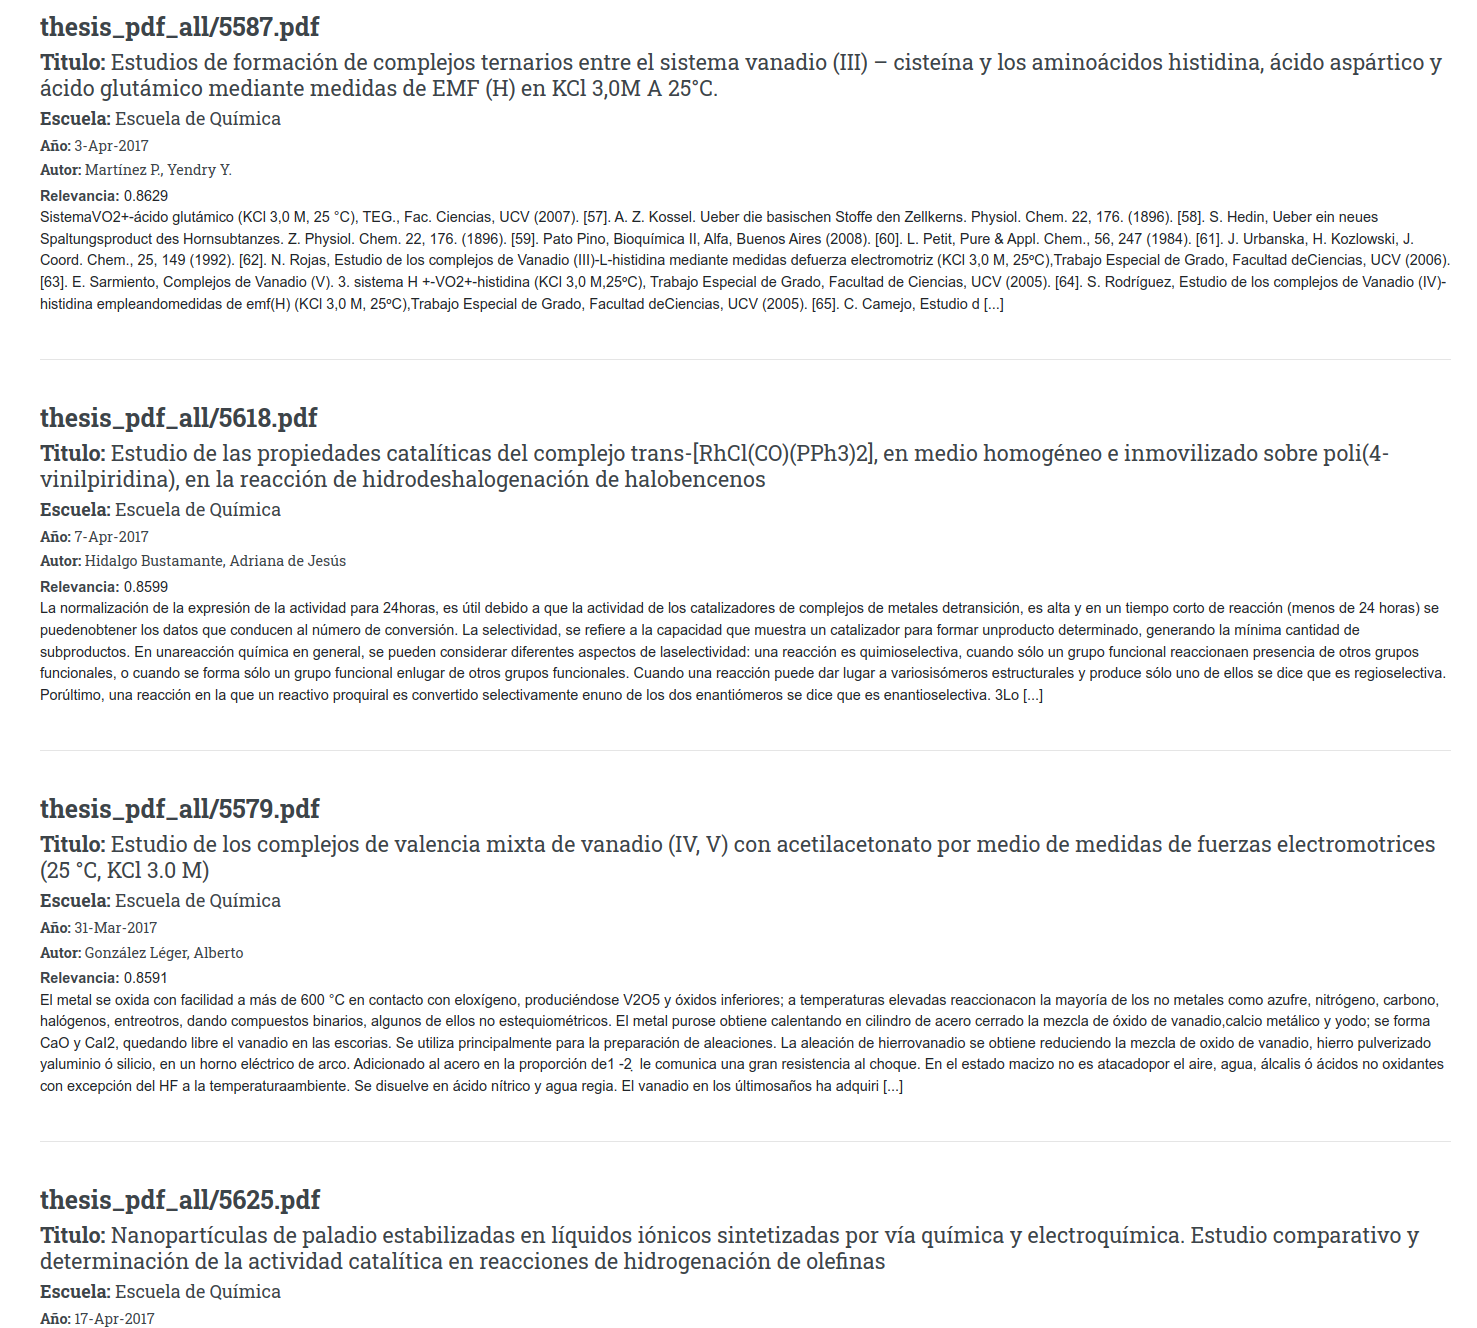 thesis_pdf_all/5587.pdf
Titulo: Estudios de formación de complejos ternarios entre el sistema vanadio (III) – cisteína y los aminoácidos histidina, ácido aspártico y
ácido glutámico mediante medidas de EMF (H) en KCl 3,0M A 25°C.
Escuela: Escuela de Química
Año: 3-Apr-2017
Autor: Martínez P., Yendry Y.
Relevancia: 0.8629
SistemaVO2+-ácido glutámico (KCl 3,0 M, 25 °C), TEG., Fac. Ciencias, UCV (2007). [57]. A. Z. Kossel. Ueber die basischen Stoffe den Zellkerns. Physiol. Chem. 22, 176. (1896). [58]. S. Hedin, Ueber ein neues
Spaltungsproduct des Hornsubtanzes. Z. Physiol. Chem. 22, 176. (1896). [59]. Pato Pino, Bioquímica II, Alfa, Buenos Aires (2008). [60]. L. Petit, Pure & Appl. Chem., 56, 247 (1984). [61]. J. Urbanska, H. Kozlowski, J.
Coord. Chem., 25, 149 (1992). [62]. N. Rojas, Estudio de los complejos de Vanadio (III)-L-histidina mediante medidas defuerza electromotriz (KCl 3,0 M, 25ºC),Trabajo Especial de Grado, Facultad deCiencias, UCV (2006).
[63]. E. Sarmiento, Complejos de Vanadio (V). 3. sistema H +-VO2+-histidina (KCl 3,0 M,25ºC), Trabajo Especial de Grado, Facultad de Ciencias, UCV (2005). [64]. S. Rodríguez, Estudio de los complejos de Vanadio (IV)-
histidina empleandomedidas de emf(H) (KCl 3,0 M, 25ºC),Trabajo Especial de Grado, Facultad deCiencias, UCV (2005). [65]. C. Camejo, Estudio d [...]
thesis_pdf_all/5618.pdf
Titulo: Estudio de las propiedades catalíticas del complejo trans-[RhCl(CO)(PPh3)2], en medio homogéneo e inmovilizado sobre poli(4-
vinilpiridina), en la reacción de hidrodeshalogenación de halobencenos
Escuela: Escuela de Química
Año: 7-Apr-2017
Autor: Hidalgo Bustamante, Adriana de Jesús
Relevancia: 0.8599
La normalización de la expresión de la actividad para 24horas, es útil debido a que la actividad de los catalizadores de complejos de metales detransición, es alta y en un tiempo corto de reacción (menos de 24 horas) se
puedenobtener los datos que conducen al número de conversión. La selectividad, se refiere a la capacidad que muestra un catalizador para formar unproducto determinado, generando la mínima cantidad de
subproductos. En unareacción química en general, se pueden considerar diferentes aspectos de laselectividad: una reacción es quimioselectiva, cuando sólo un grupo funcional reaccionaen presencia de otros grupos
funcionales, o cuando se forma sólo un grupo funcional enlugar de otros grupos funcionales. Cuando una reacción puede dar lugar a variosisómeros estructurales y produce sólo uno de ellos se dice que es regioselectiva.
Porúltimo, una reacción en la que un reactivo proquiral es convertido selectivamente enuno de los dos enantiómeros se dice que es enantioselectiva. 3Lo [...]
thesis_pdf_all/5579.pdf
Titulo: Estudio de los complejos de valencia mixta de vanadio (IV, V) con acetilacetonato por medio de medidas de fuerzas electromotrices
(25 °C, KCl 3.0 M)
Escuela: Escuela de Química
Año: 31-Mar-2017
Autor: González Léger, Alberto
Relevancia: 0.8591
El metal se oxida con facilidad a más de 600 °C en contacto con eloxígeno, produciéndose V2O5 y óxidos inferiores; a temperaturas elevadas reaccionacon la mayoría de los no metales como azufre, nitrógeno, carbono,
halógenos, entreotros, dando compuestos binarios, algunos de ellos no estequiométricos. El metal purose obtiene calentando en cilindro de acero cerrado la mezcla de óxido de vanadio,calcio metálico y yodo; se forma
CaO y CaI2, quedando libre el vanadio en las escorias. Se utiliza principalmente para la preparación de aleaciones. La aleación de hierrovanadio se obtiene reduciendo la mezcla de oxido de vanadio, hierro pulverizado
yaluminio ó silicio, en un horno eléctrico de arco. Adicionado al acero en la proporción de1 -2  le comunica una gran resistencia al choque. En el estado macizo no es atacadopor el aire, agua, álcalis ó ácidos no oxidantes
con excepción del HF a la temperaturaambiente. Se disuelve en ácido nítrico y agua regia. El vanadio en los últimosaños ha adquiri [...]
thesis_pdf_all/5625.pdf
Titulo: Nanopartículas de paladio estabilizadas en líquidos iónicos sintetizadas por vía química y electroquímica. Estudio comparativo y
determinación de la actividad catalítica en reacciones de hidrogenación de olefinas
Escuela: Escuela de Química
Año: 17-Apr-2017